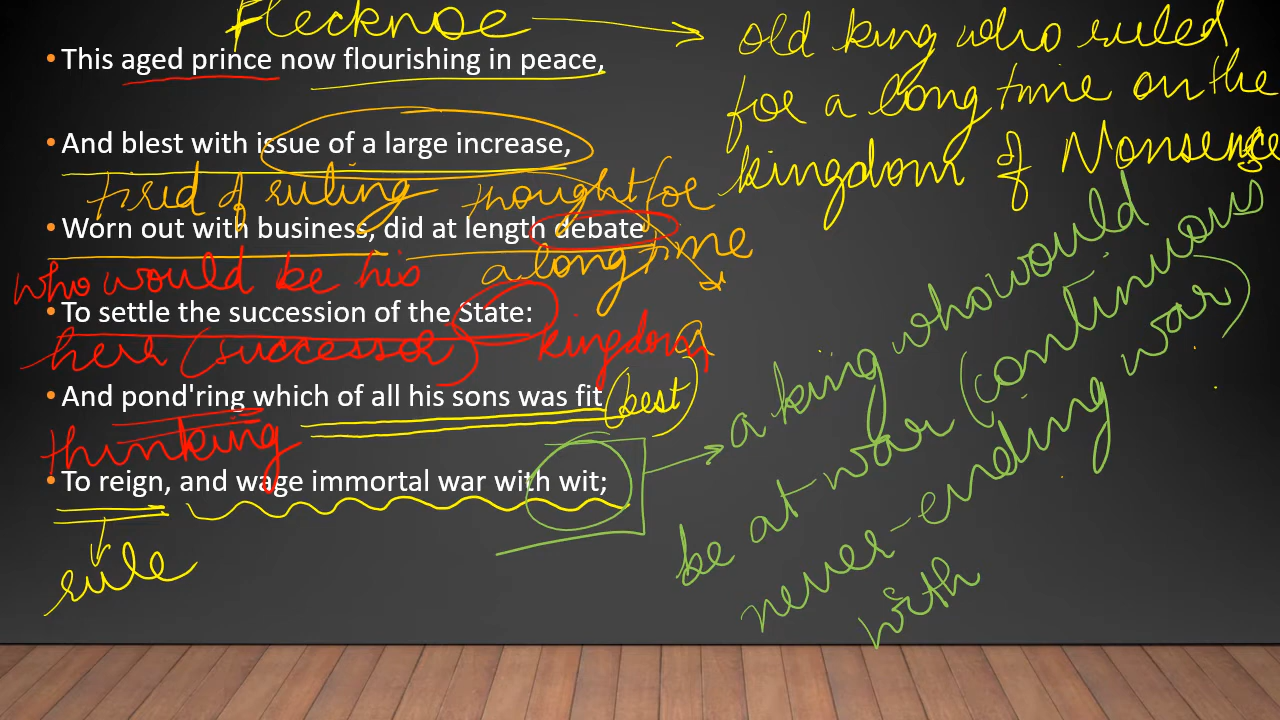 Flecknoe
old king who ruled
for a long time on the
kingdom of Nonsense
• This aged prince now flourishing in peace,
• And blest with issue of a large increase,
tired of ruling thought for
• Worn out with business, did at length debate
a long time
who would be his
• To settle the succession of the State:
here (successor) kingdom
• And pond'ring which of all his sons was fit
(best)
thinking
• To reign, and wage immortal war with wit;
rule
a king who would
be at war (continuous
never-ending war)
with